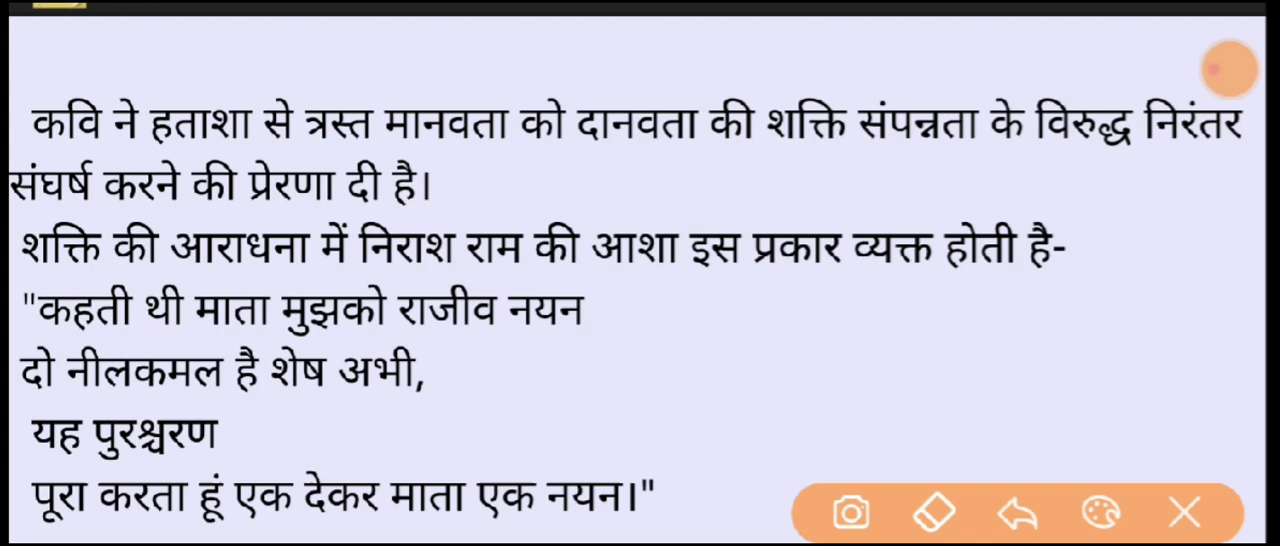 कवि ने हताशा से त्रस्त मानवता को दानवता की शक्ति संपन्नता के विरुद्ध निरंतर
संघर्ष करने की प्रेरणा दी है।
शक्ति की आराधना में निराश राम की आशा इस प्रकार व्यक्त होती है-
"कहती थी माता मुझको राजीव नयन
दो नीलकमल है शेष अभी,
यह पुरश्चरण
पूरा करता हूं एक देकर माता एक नयन।"